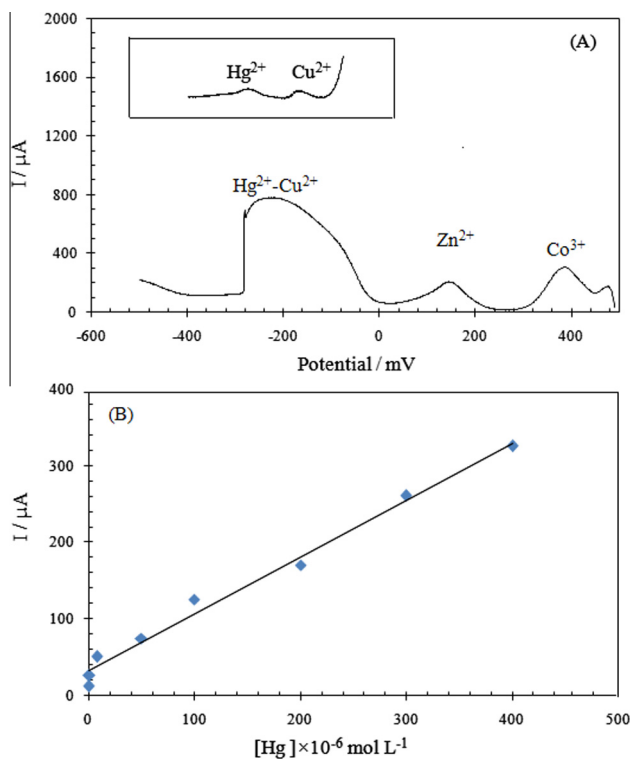 (A)
2000
1600
1200
800
400
0
I / µA
Hg²⁺ Cu²⁺
Hg²⁺-Cu²⁺
Zn²⁺
Co³⁺
-600 -400 -200 0 200 400
Potential / mV
(B)
400
300
200
100
0
I / µA
0 100 200 300 400 500
[Hg ]×10⁻⁶ mol L⁻¹